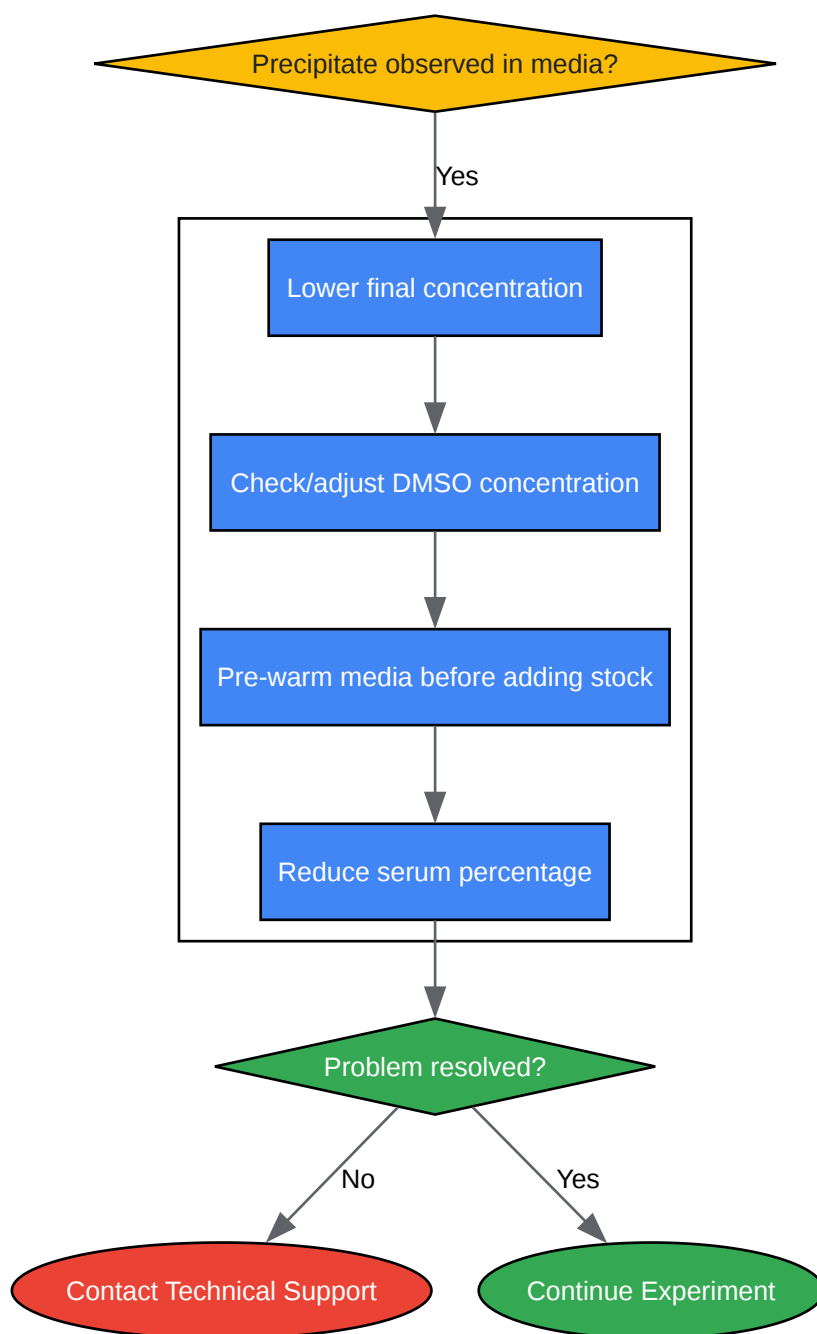 Precipitate observed in media?
Yes
Lower final concentration
Check/adjust DMSO concentration
Pre-warm media before adding stock
Reduce serum percentage
Problem resolved?
No
Yes
Contact Technical Support
Continue Experiment